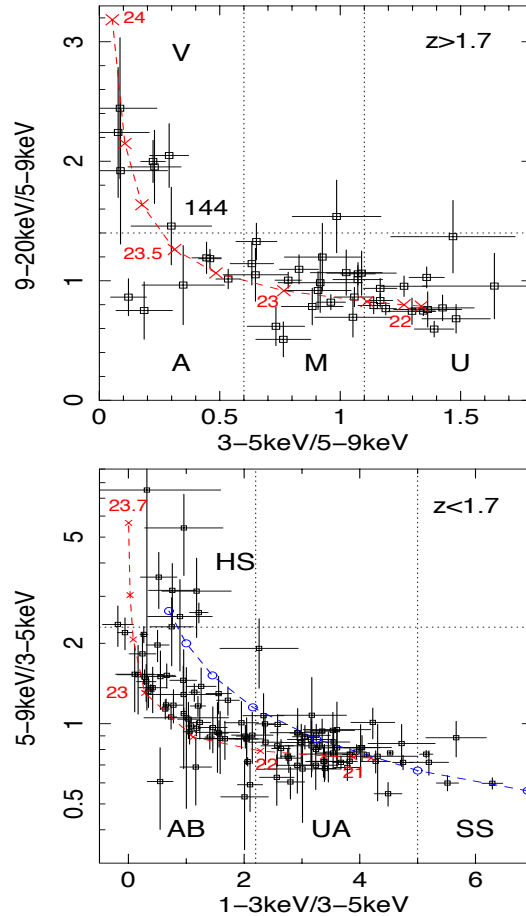 3
2
1
0
9−20keV/5−9keV
24
V
z>1.7
144
23.5
23
22
A
M
U
0
0.5
1
1.5
3−5keV/5−9keV
5
2
1
0.5
5−9keV/3−5keV
23.7
z<1.7
HS
23
22
21
AB
UA
SS
0
2
4
6
1−3keV/3−5keV